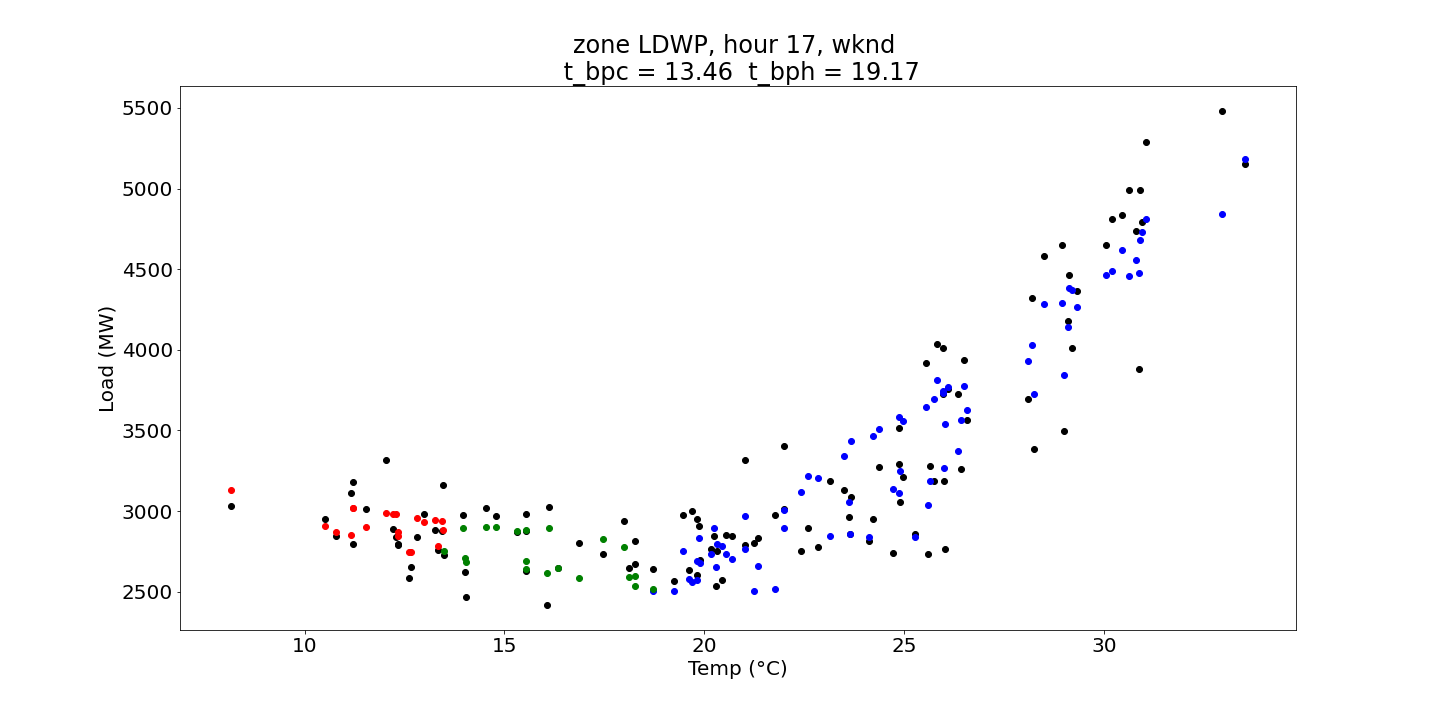 zone LDWP, hour 17, wknd
t_bpc = 13.46 t_bph = 19.17
5500
5000
4500
4000
3500
3000
2500
Load (MW)
10 15 20 25 30
Temp (°C)